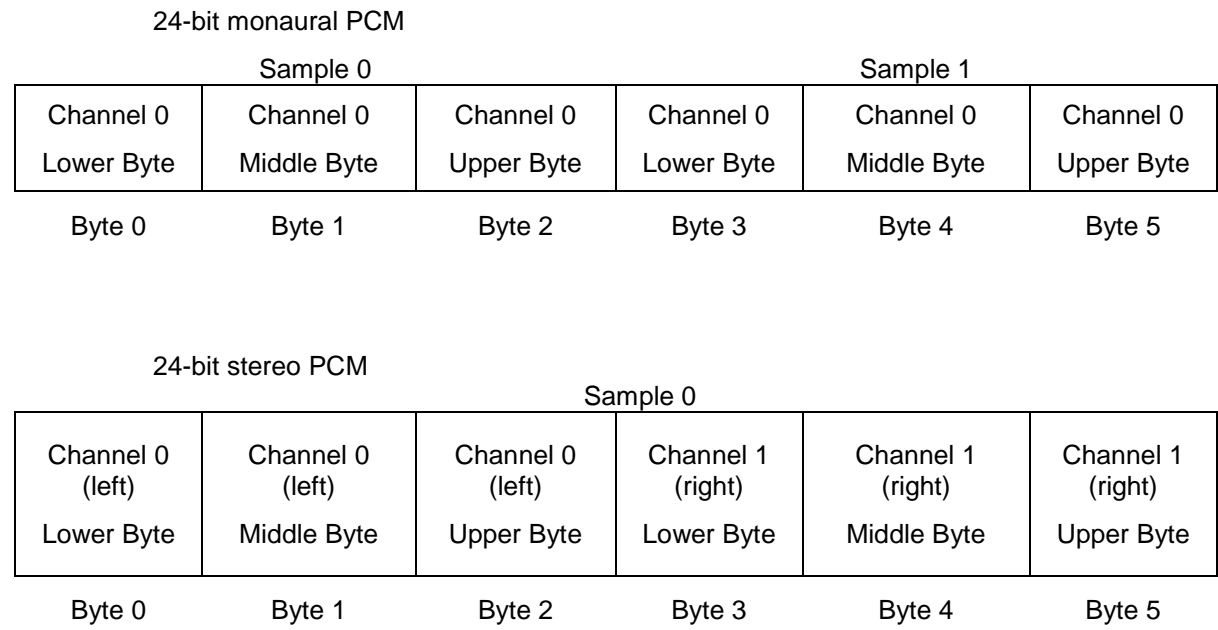 24-bit monaural PCM
Sample 0 Sample 1
Channel 0 Channel 0 Channel 0 Channel 0 Channel 0 Channel 0
Lower Byte Middle Byte Upper Byte Lower Byte Middle Byte Upper Byte
Byte 0 Byte 1 Byte 2 Byte 3 Byte 4 Byte 5
24-bit stereo PCM
Sample 0
Channel 0 Channel 0 Channel 0 Channel 1 Channel 1 Channel 1
(left) (left) (left) (right) (right) (right)
Lower Byte Middle Byte Upper Byte Lower Byte Middle Byte Upper Byte
Byte 0 Byte 1 Byte 2 Byte 3 Byte 4 Byte 5